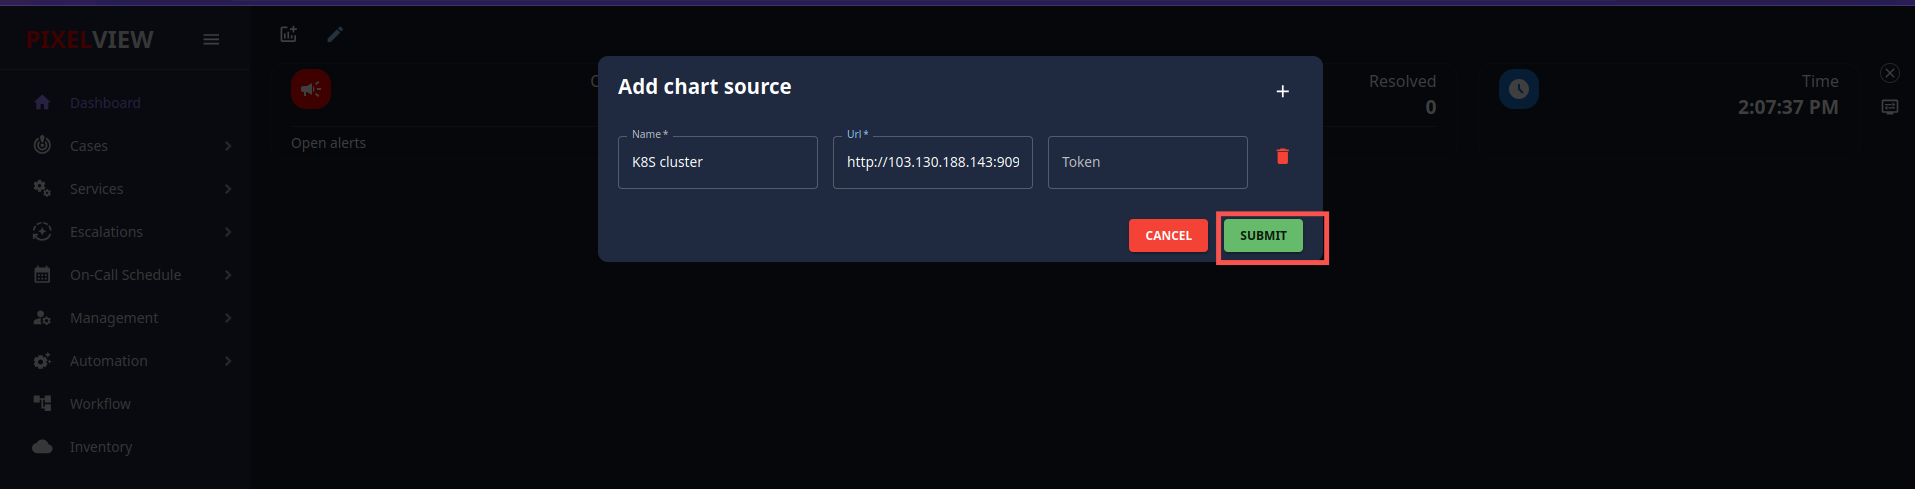 PIXELVIEW
Dashboard
Cases
Services
Escalations
On-Call Schedule
Management
Automation
Workflow
Inventory
Open alerts
Resolved
0
Time
2:07:37 PM
Add chart source
Name *
K8S cluster
Url *
http://103.130.188.143:909
Token
CANCEL
SUBMIT